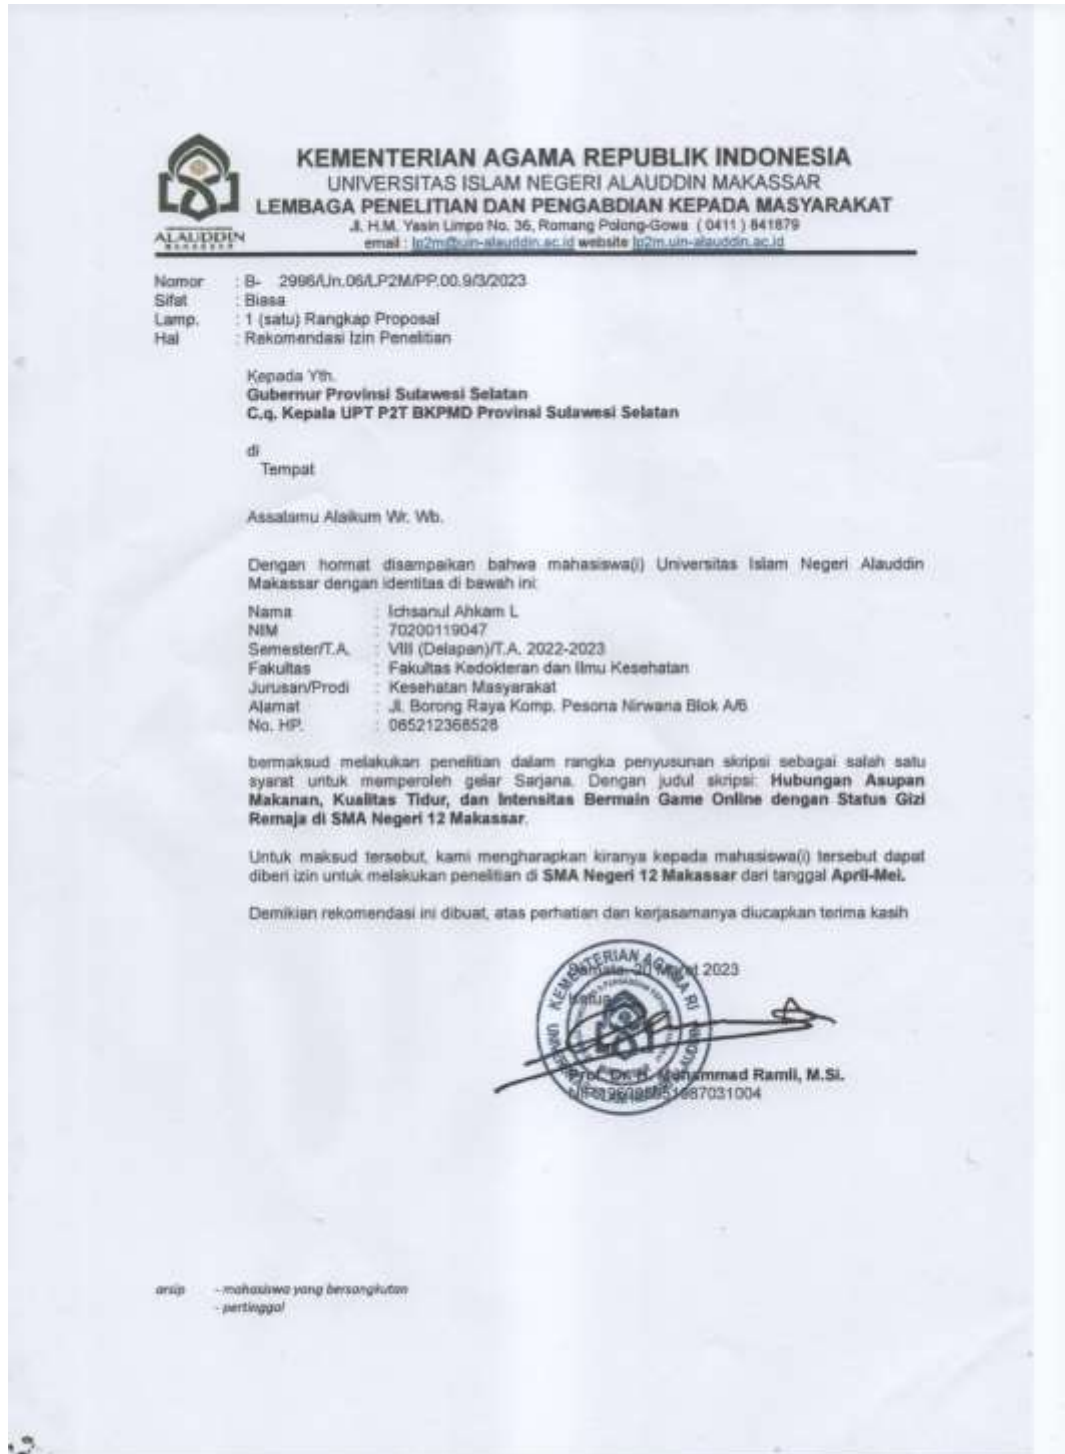 KEMENTERIAN AGAMA REPUBLIK INDONESIA
UNIVERSITAS ISLAM NEGERI ALAUDDIN MAKASSAR
LEMBAGA PENELITIAN DAN PENGABDIAN KEPADA MASYARAKAT
Jl. H.M. Yasin Limpo No. 36, Romang Polong-Gowa ( 0411 ) 841879
email : lp2m@uin-alauddin.ac.id website lp2m.uin-alauddin.ac.id
ALAUDDIN
MAKASSAR
Nomor : B- 2996/Un.06/LP2M/PP.00.9/3/2023
Sifat : Biasa
Lamp. : 1 (satu) Rangkap Proposal
Hal : Rekomendasi Izin Penelitian
Kepada Yth.
Gubernur Provinsi Sulawesi Selatan
C.q. Kepala UPT P2T BKPMD Provinsi Sulawesi Selatan
di
Tempat
Assalamu Alaikum Wr. Wb.
Dengan hormat disampaikan bahwa mahasiswa(i) Universitas Islam Negeri Alauddin
Makassar dengan identitas di bawah ini:
Nama : Ichsanul Ahkam L
NIM : 70200119047
Semester/T.A. : VIII (Delapan)/T.A. 2022-2023
Fakultas : Fakultas Kedokteran dan Ilmu Kesehatan
Jurusan/Prodi : Kesehatan Masyarakat
Alamat : Jl. Borong Raya Komp. Pesona Nirwana Blok A/6
No. HP. : 085212368528
bermaksud melakukan penelitian dalam rangka penyusunan skripsi sebagai salah satu
syarat untuk memperoleh gelar Sarjana. Dengan judul skripsi: Hubungan Asupan
Makanan, Kualitas Tidur, dan Intensitas Bermain Game Online dengan Status Gizi
Remaja di SMA Negeri 12 Makassar.
Untuk maksud tersebut, kami mengharapkan kiranya kepada mahasiswa(i) tersebut dapat
diberi izin untuk melakukan penelitian di SMA Negeri 12 Makassar dari tanggal April-Mei.
Demikian rekomendasi ini dibuat, atas perhatian dan kerjasamanya diucapkan terima kasih
KEMENTERIAN AGAMA RI
20 Maret 2023
Ketua
Prof. Dr. H. Muhammad Ramli, M.Si.
arsip - mahasiswa yang bersangkutan
- pertinggal